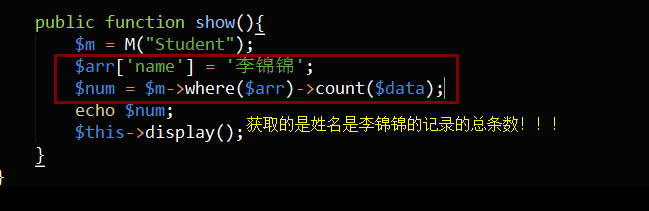 public function show(){
$m = M("Student");
$arr['name'] = '李锦锦';
$num = $m->where($arr)->count($data);
echo $num;
$this->display();获取的是姓名是李锦锦的记录的总条数！！！
}
}